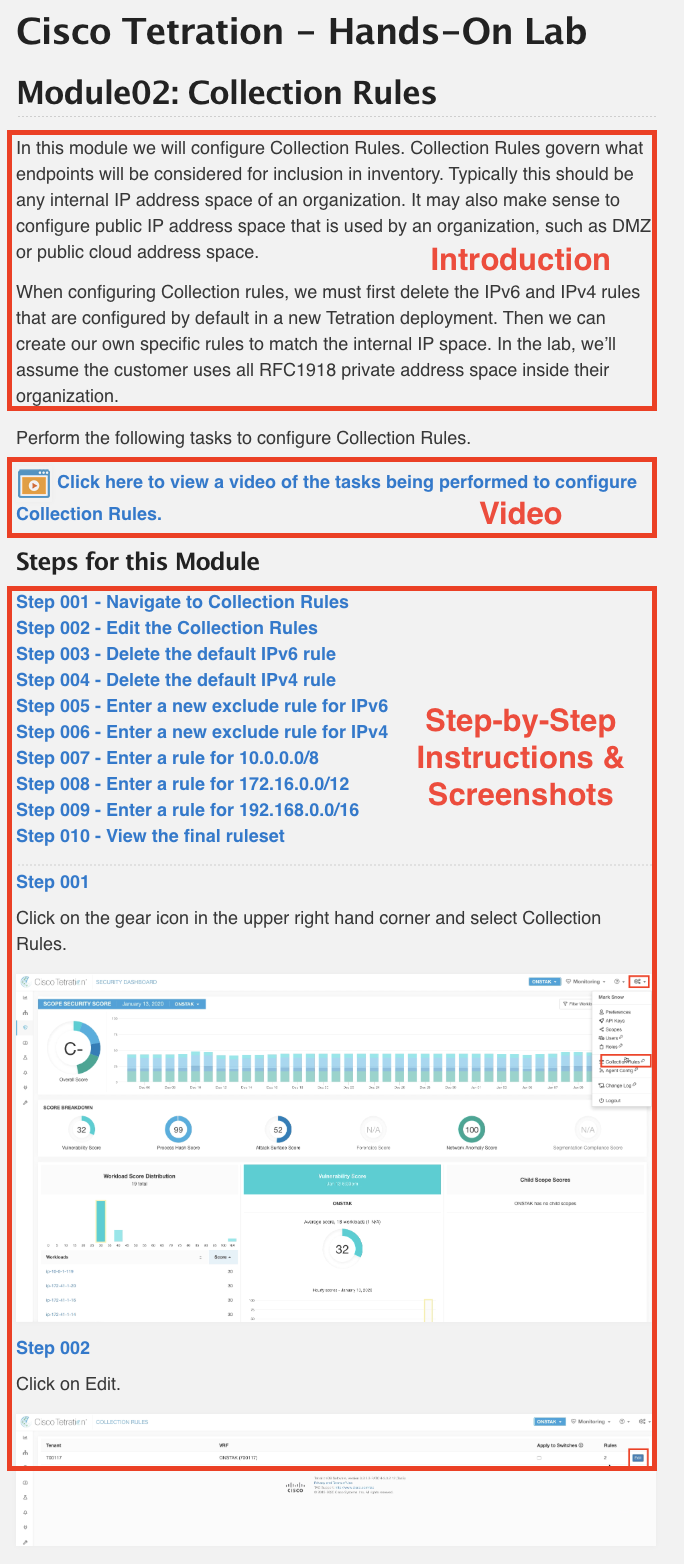 Cisco Tetration - Hands-On Lab
Module02: Collection Rules
In this module we will configure Collection Rules. Collection Rules govern what
endpoints will be considered for inclusion in inventory. Typically this should be
any internal IP address space of an organization. It may also make sense to
configure public IP address space that is used by an organization, such as DMZ
or public cloud address space.
Introduction
When configuring Collection rules, we must first delete the IPv6 and IPv4 rules
that are configured by default in a new Tetration deployment. Then we can
create our own specific rules to match the internal IP space. In the lab, we’ll
assume the customer uses all RFC1918 private address space inside their
organization.
Perform the following tasks to configure Collection Rules.
Click here to view a video of the tasks being performed to configure
Collection Rules.
Video
Steps for this Module
Step 001 - Navigate to Collection Rules
Step 002 - Edit the Collection Rules
Step 003 - Delete the default IPv6 rule
Step 004 - Delete the default IPv4 rule
Step 005 - Enter a new exclude rule for IPv6
Step 006 - Enter a new exclude rule for IPv4
Step 007 - Enter a rule for 10.0.0.0/8
Step 008 - Enter a rule for 172.16.0.0/12
Step 009 - Enter a rule for 192.168.0.0/16
Step 010 - View the final ruleset
Step-by-Step
Instructions &
Screenshots
Step 001
Click on the gear icon in the upper right hand corner and select Collection
Rules.
Cisco Tetration SECURITY DASHBOARD ONSTAK Monitoring
SCOPE SECURITY SCORE January 13, 2020 ONSTAK
Mark Snow
Preferences
API Keys
Scopes
Users
Roles
Collection Rules
Agent Config
Change Log
Logout
C-
Overall Score
SCORE BREAKDOWN
32 99 52 N/A 100 N/A
Vulnerability Score Process Hash Score Attack Surface Score Forensics Score Network Anomaly Score Segmentation Compliance Score
Workload Score Distribution
Vulnerability Score
Child Scope Scores
ONSTAK
ONSTAK has no child scopes
32
Workloads Score
Hourly scores - January 13, 2020
Step 002
Click on Edit.
Cisco Tetration COLLECTION RULES ONSTAK Monitoring
Tenant VRF Apply to Switches Rules
700117 ONSTAK (700117) 2
CISCO